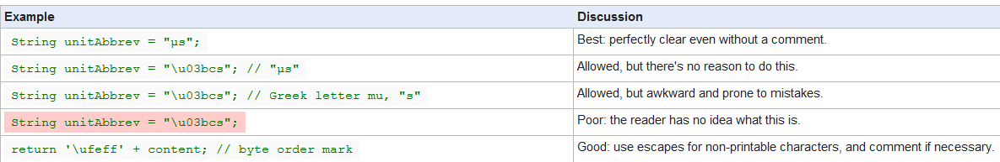 Example Discussion
String unitAbbrev = "μs"; Best: perfectly clear even without a comment.
String unitAbbrev = "\u03bcs"; // "μs" Allowed, but there's no reason to do this.
String unitAbbrev = "\u03bcs"; // Greek letter mu, "s" Allowed, but awkward and prone to mistakes.
String unitAbbrev = "\u03bcs"; Poor: the reader has no idea what this is.
return '\ufeff' + content; // byte order mark Good: use escapes for non-printable characters, and comment if necessary.